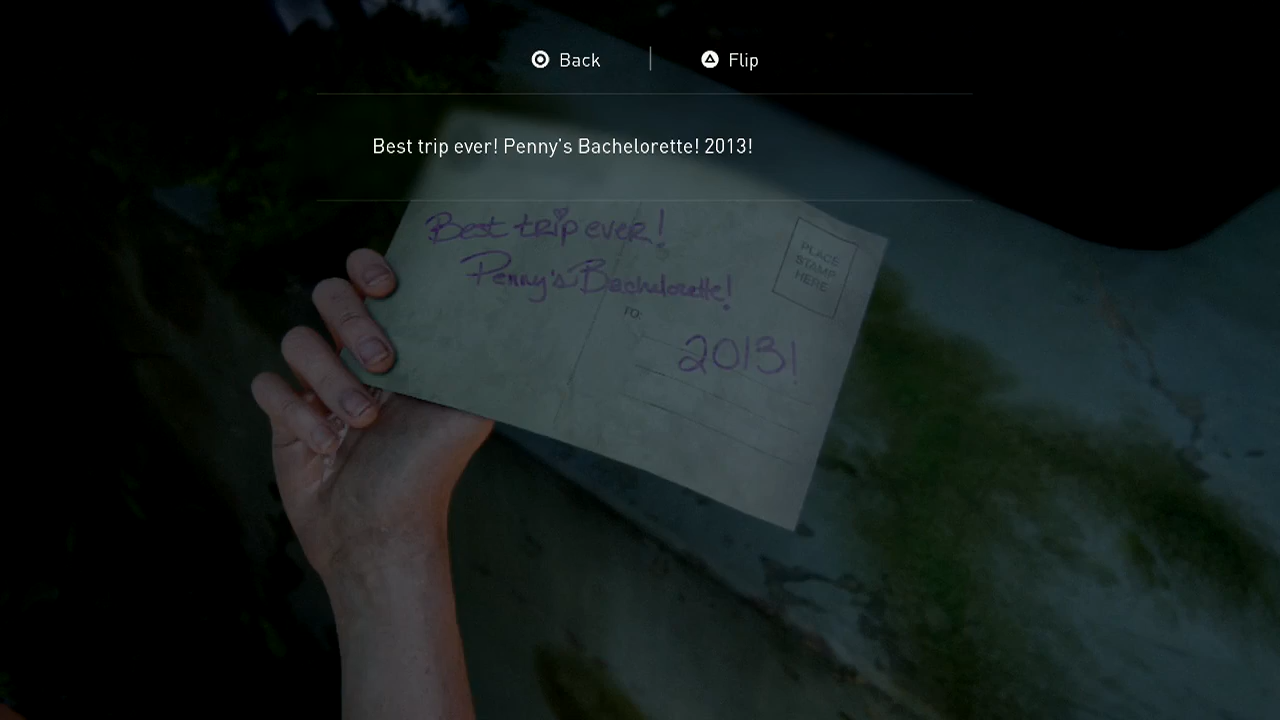 Back
Flip
Best trip ever! Penny's Bachelorette! 2013!
Best trip ever!
Penny's Bachelorette!
PLACE
STAMP
HERE
TO:
2013!